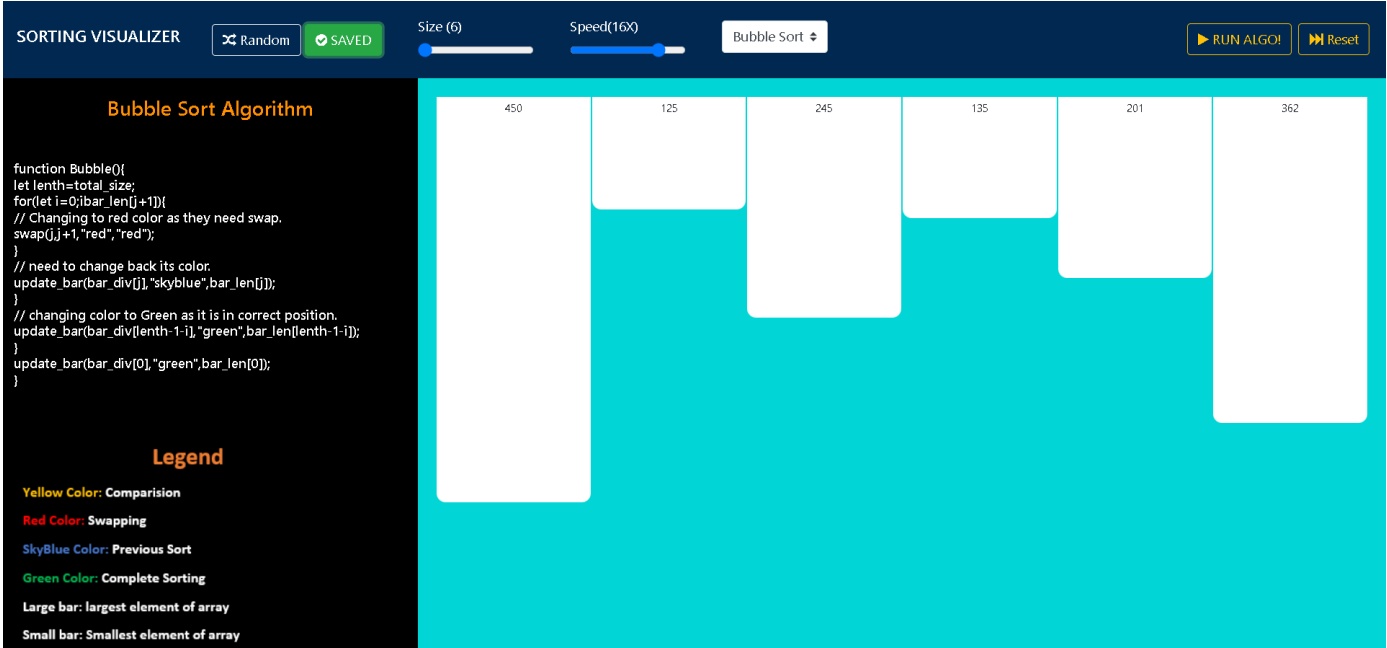 SORTING VISUALIZER
Random
SAVED
Size (6)
Speed(16X)
Bubble Sort
RUN ALGO!
Reset
Bubble Sort Algorithm
function Bubble(){
let lenth=total_size;
for(let i=0;ibar_len[j+1]){
// Changing to red color as they need swap.
swap(j,j+1,"red","red");
}
// need to change back its color.
update_bar(bar_div[j],"skyblue",bar_len[j]);
}
// changing color to Green as it is in correct position.
update_bar(bar_div[lenth-1-i],"green",bar_len[lenth-1-i]);
}
update_bar(bar_div[0],"green",bar_len[0]);
}
Legend
Yellow Color: Comparision
Red Color: Swapping
SkyBlue Color: Previous Sort
Green Color: Complete Sorting
Large bar: largest element of array
Small bar: Smallest element of array
450 125 245 135 201 362